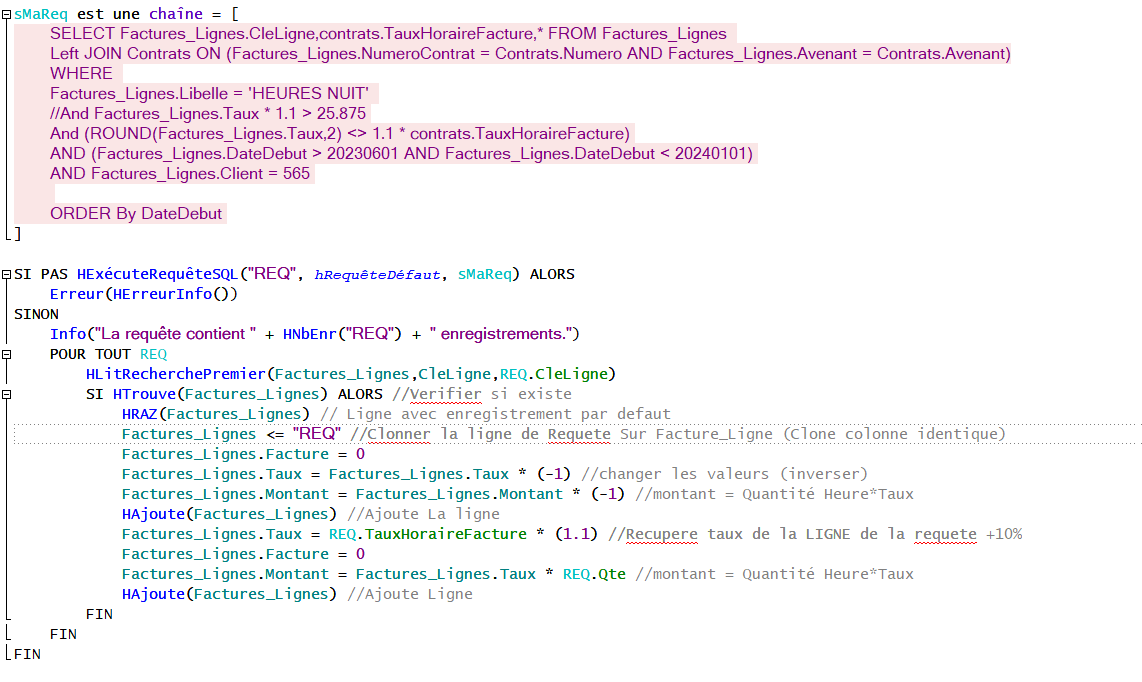 sMaReq est une chaîne = [
SELECT Factures_Lignes.CleLigne,contrats.TauxHoraireFacture,* FROM Factures_Lignes
Left JOIN Contrats ON (Factures_Lignes.NumeroContrat = Contrats.Numero AND Factures_Lignes.Avenant = Contrats.Avenant)
WHERE
Factures_Lignes.Libelle = 'HEURES NUIT'
//And Factures_Lignes.Taux * 1.1 > 25.875
And (ROUND(Factures_Lignes.Taux,2) <> 1.1 * contrats.TauxHoraireFacture)
AND (Factures_Lignes.DateDebut > 20230601 AND Factures_Lignes.DateDebut < 20240101)
AND Factures_Lignes.Client = 565
ORDER By DateDebut
]
SI PAS HExécuteRequêteSQL("REQ", hRequêteDéfaut, sMaReq) ALORS
Erreur(HErreurInfo())
SINON
Info("La requête contient " + HNbEnr("REQ") + " enregistrements.")
POUR TOUT REQ
HLitRecherchePremier(Factures_Lignes,CleLigne,REQ.CleLigne)
SI HTrouve(Factures_Lignes) ALORS //Verifier si existe
HRAZ(Factures_Lignes) // Ligne avec enregistrement par defaut
Factures_Lignes <= "REQ" //Clonner la ligne de Requete Sur Facture_Ligne (Clone colonne identique)
Factures_Lignes.Facture = 0
Factures_Lignes.Taux = Factures_Lignes.Taux * (-1) //changer les valeurs (inverser)
Factures_Lignes.Montant = Factures_Lignes.Montant * (-1) //montant = Quantité Heure*Taux
HAjoute(Factures_Lignes) //Ajoute La ligne
Factures_Lignes.Taux = REQ.TauxHoraireFacture * (1.1) //Recupere taux de la LIGNE de la requete +10%
Factures_Lignes.Facture = 0
Factures_Lignes.Montant = Factures_Lignes.Taux * REQ.Qte //montant = Quantité Heure*Taux
HAjoute(Factures_Lignes) //Ajoute Ligne
FIN
FIN
FIN